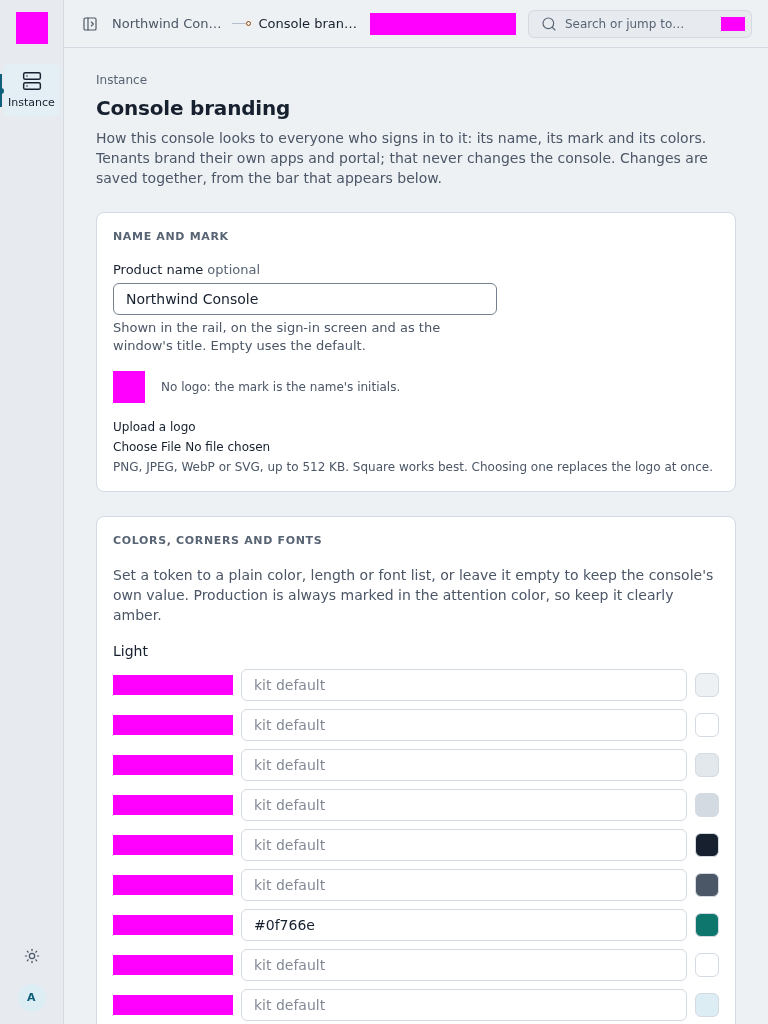 Northwind Con…
Console bran…
Search or jump to…
Instance
Instance
Console branding
How this console looks to everyone who signs in to it: its name, its mark and its colors.
Tenants brand their own apps and portal; that never changes the console. Changes are
saved together, from the bar that appears below.
NAME AND MARK
Product name optional
Northwind Console
Shown in the rail, on the sign-in screen and as the
window's title. Empty uses the default.
No logo: the mark is the name's initials.
Upload a logo
Choose File No file chosen
PNG, JPEG, WebP or SVG, up to 512 KB. Square works best. Choosing one replaces the logo at once.
COLORS, CORNERS AND FONTS
Set a token to a plain color, length or font list, or leave it empty to keep the console's
own value. Production is always marked in the attention color, so keep it clearly
amber.
Light
kit default
kit default
kit default
kit default
kit default
kit default
#0f766e
kit default
kit default
A